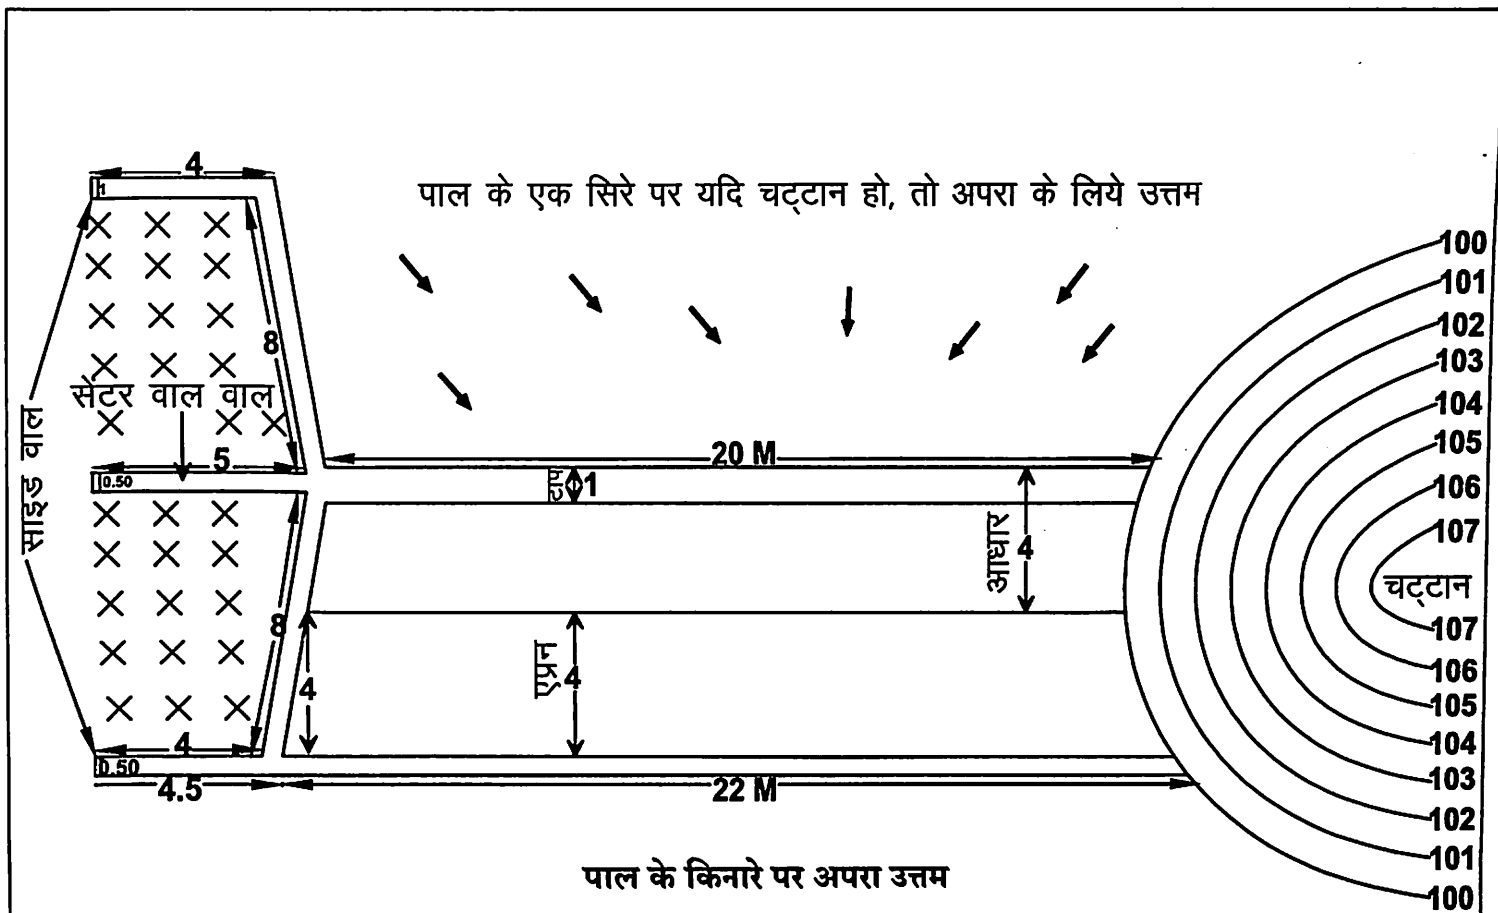 4
1
पाल के एक सिरे पर यदि चट्टान हो, तो अपरा के लिये उत्तम
100
101
102
103
104
105
106
107
8
सेंटर वाल वाल
साइड वाल
5
0.50
20 M
टाप
1
आधार
4
चट्टान
8
4
एप्रन
4
107
106
105
104
103
102
101
100
4
0.50
4.5
22 M
पाल के किनारे पर अपरा उत्तम